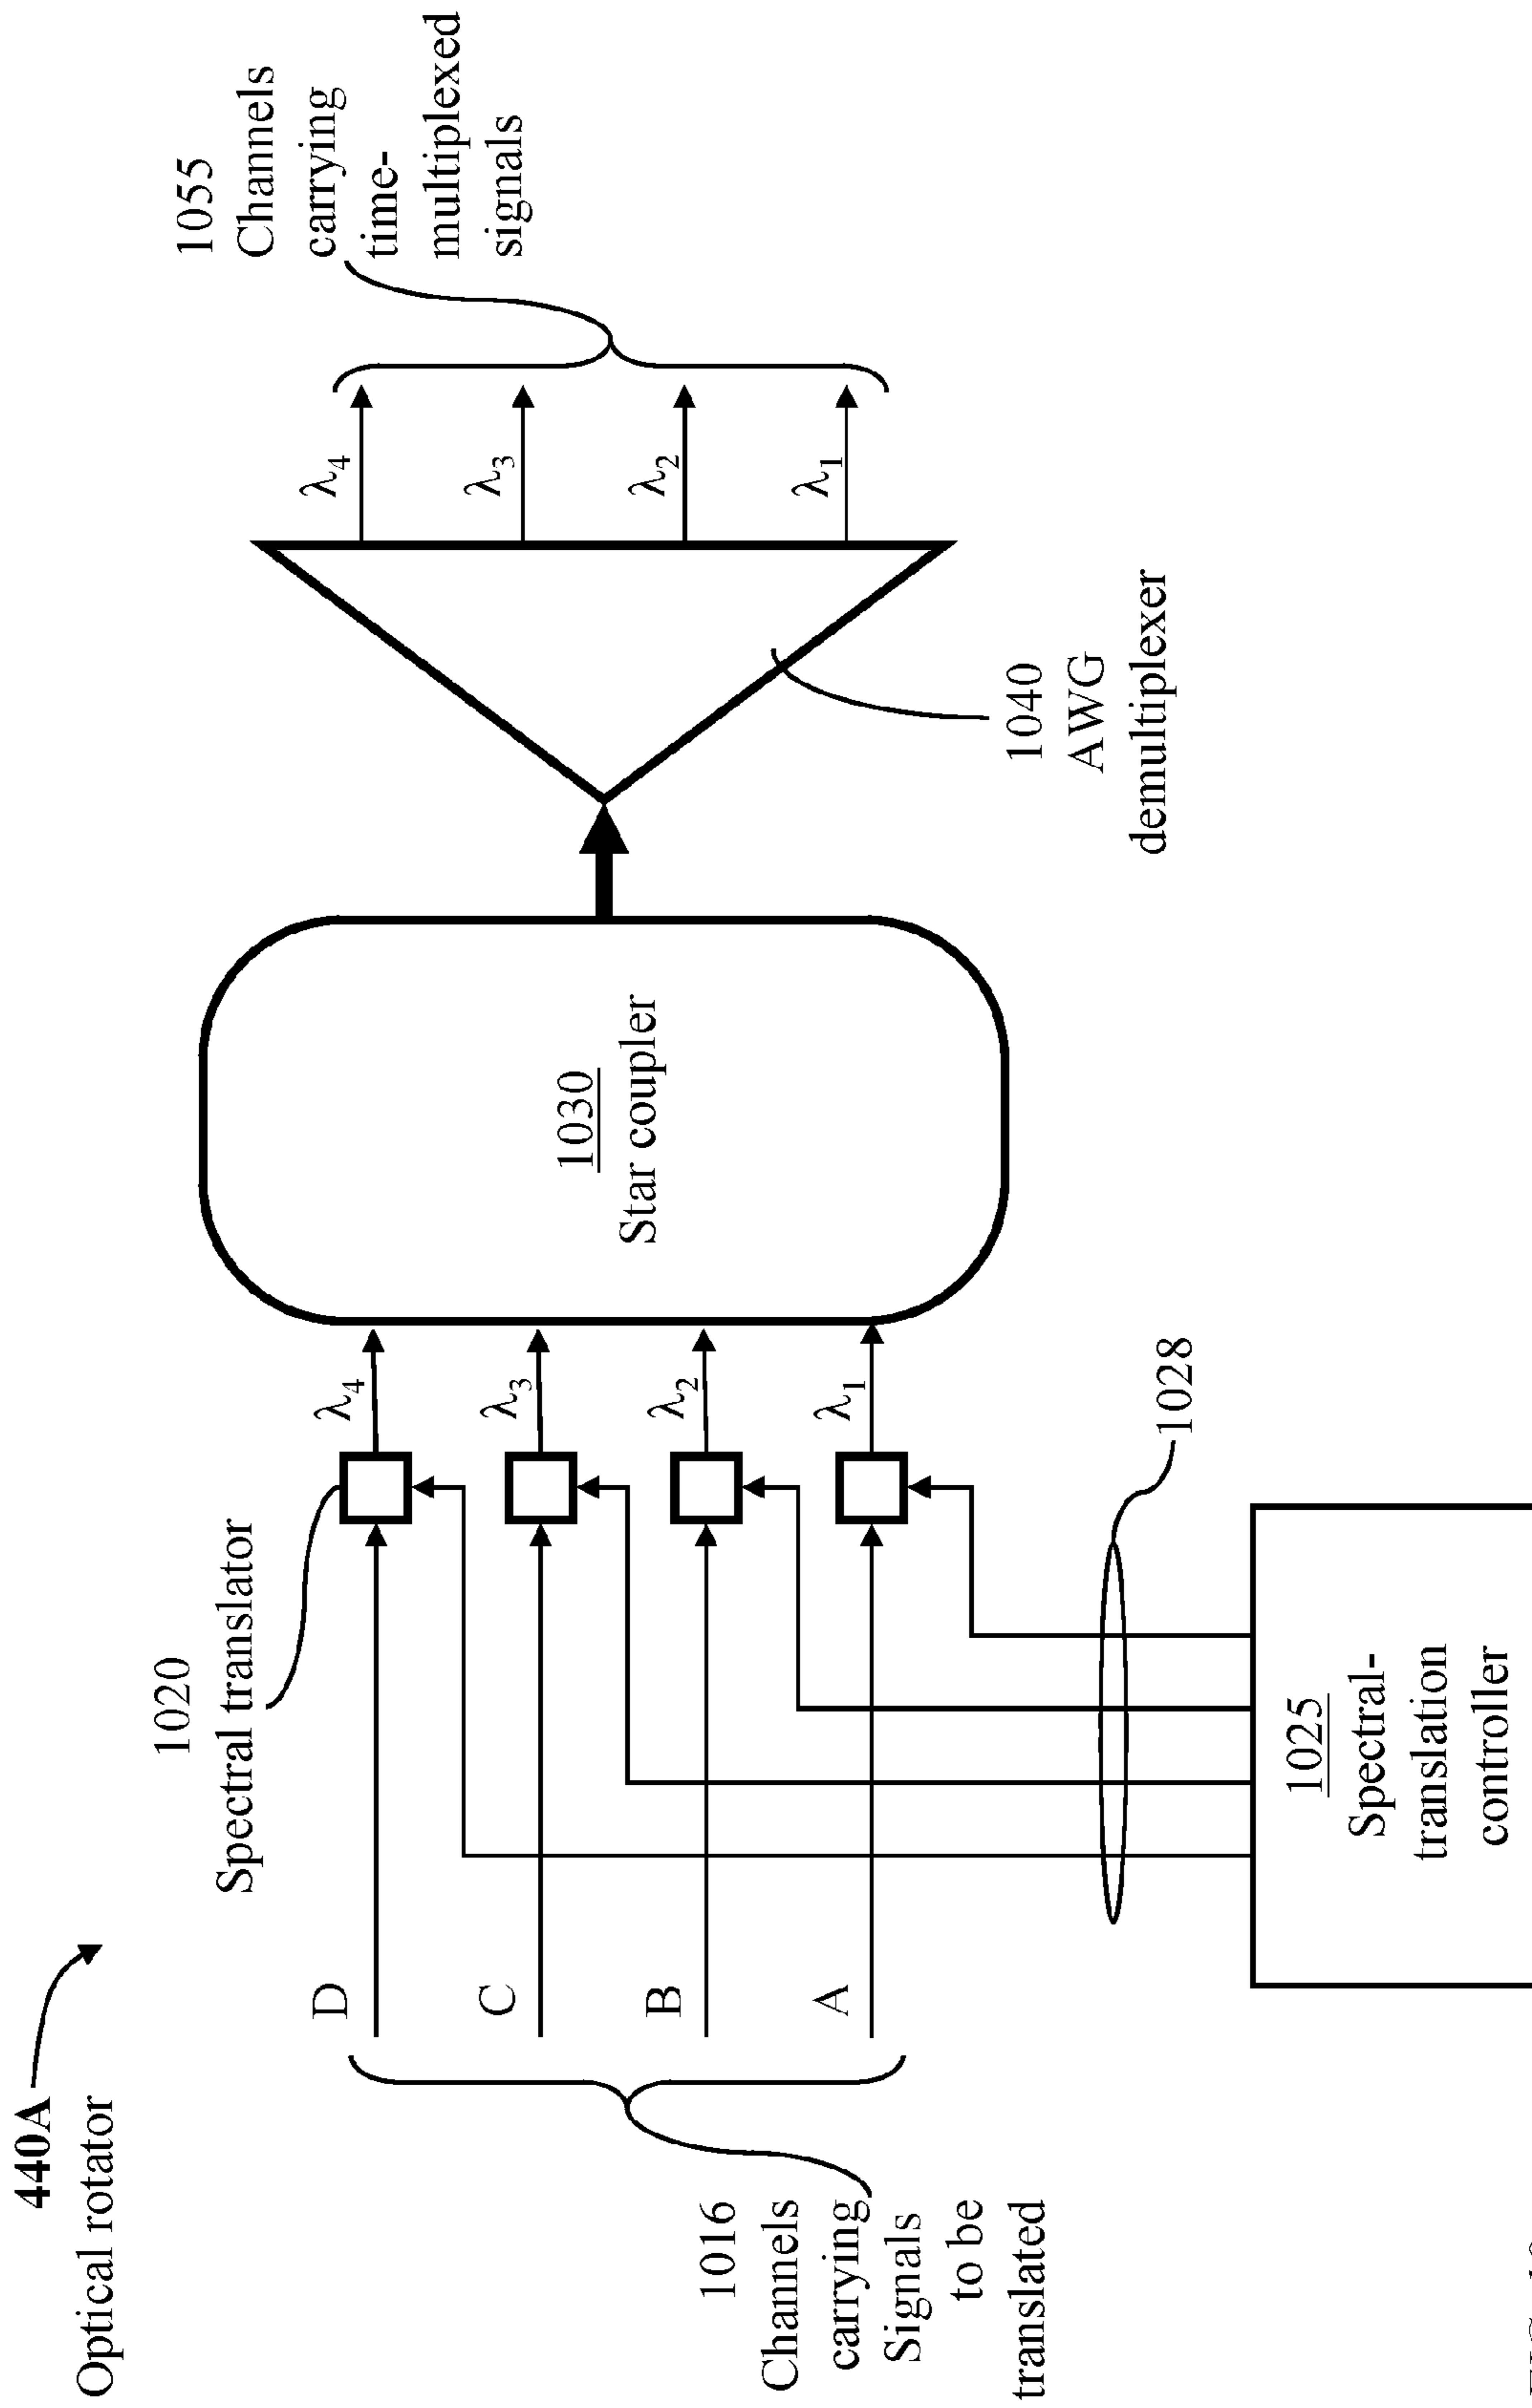 440A
Optical rotator
1016
Channels
carrying
Signals
to be
translated
D
C
B
A
1020
Spectral translator
λ4
λ3
λ2
λ1
1025
Spectral-
translation
controller
1028
1030
Star coupler
1040
AWG
demultiplexer
λ4
λ3
λ2
λ1
1055
Channels
carrying
time-
multiplexed
signals